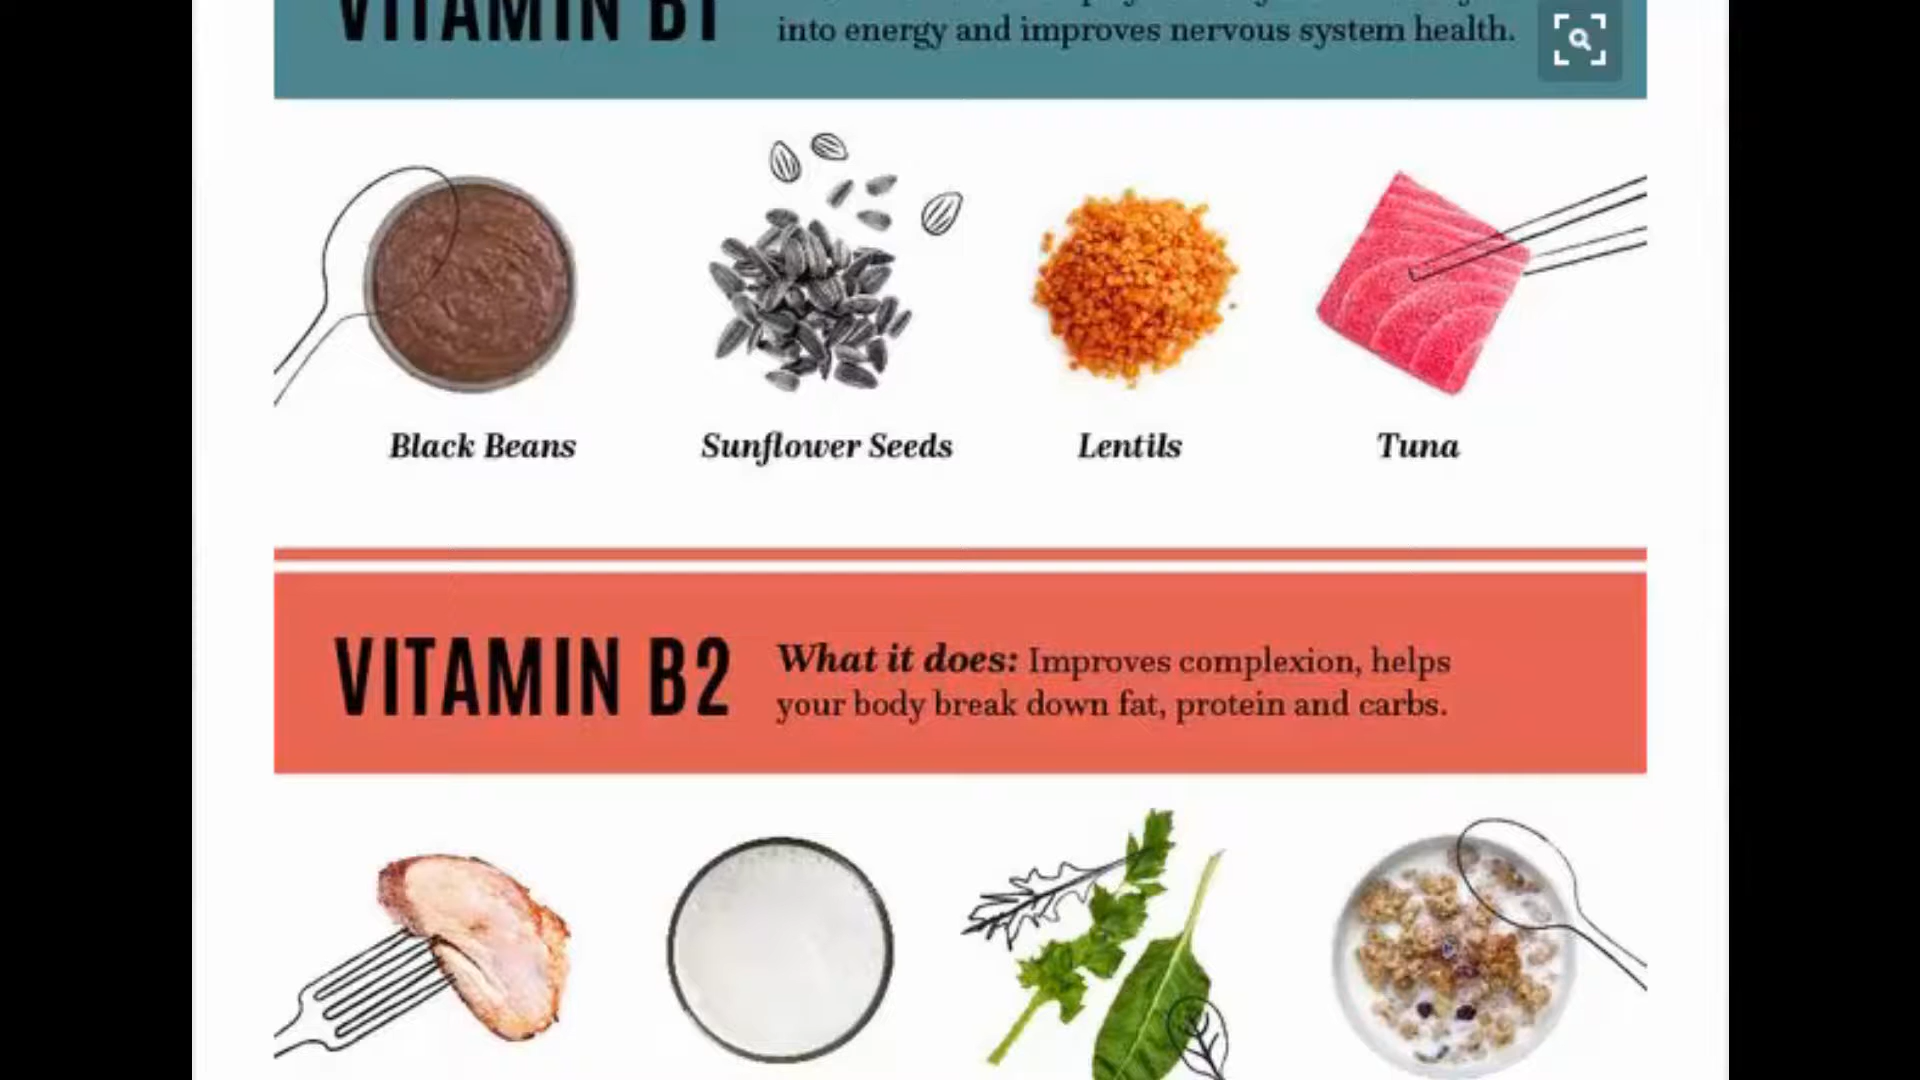 VITAMIN B1
into energy and improves nervous system health.
Black Beans
Sunflower Seeds
Lentils
Tuna
VITAMIN B2
What it does: Improves complexion, helps
your body break down fat, protein and carbs.